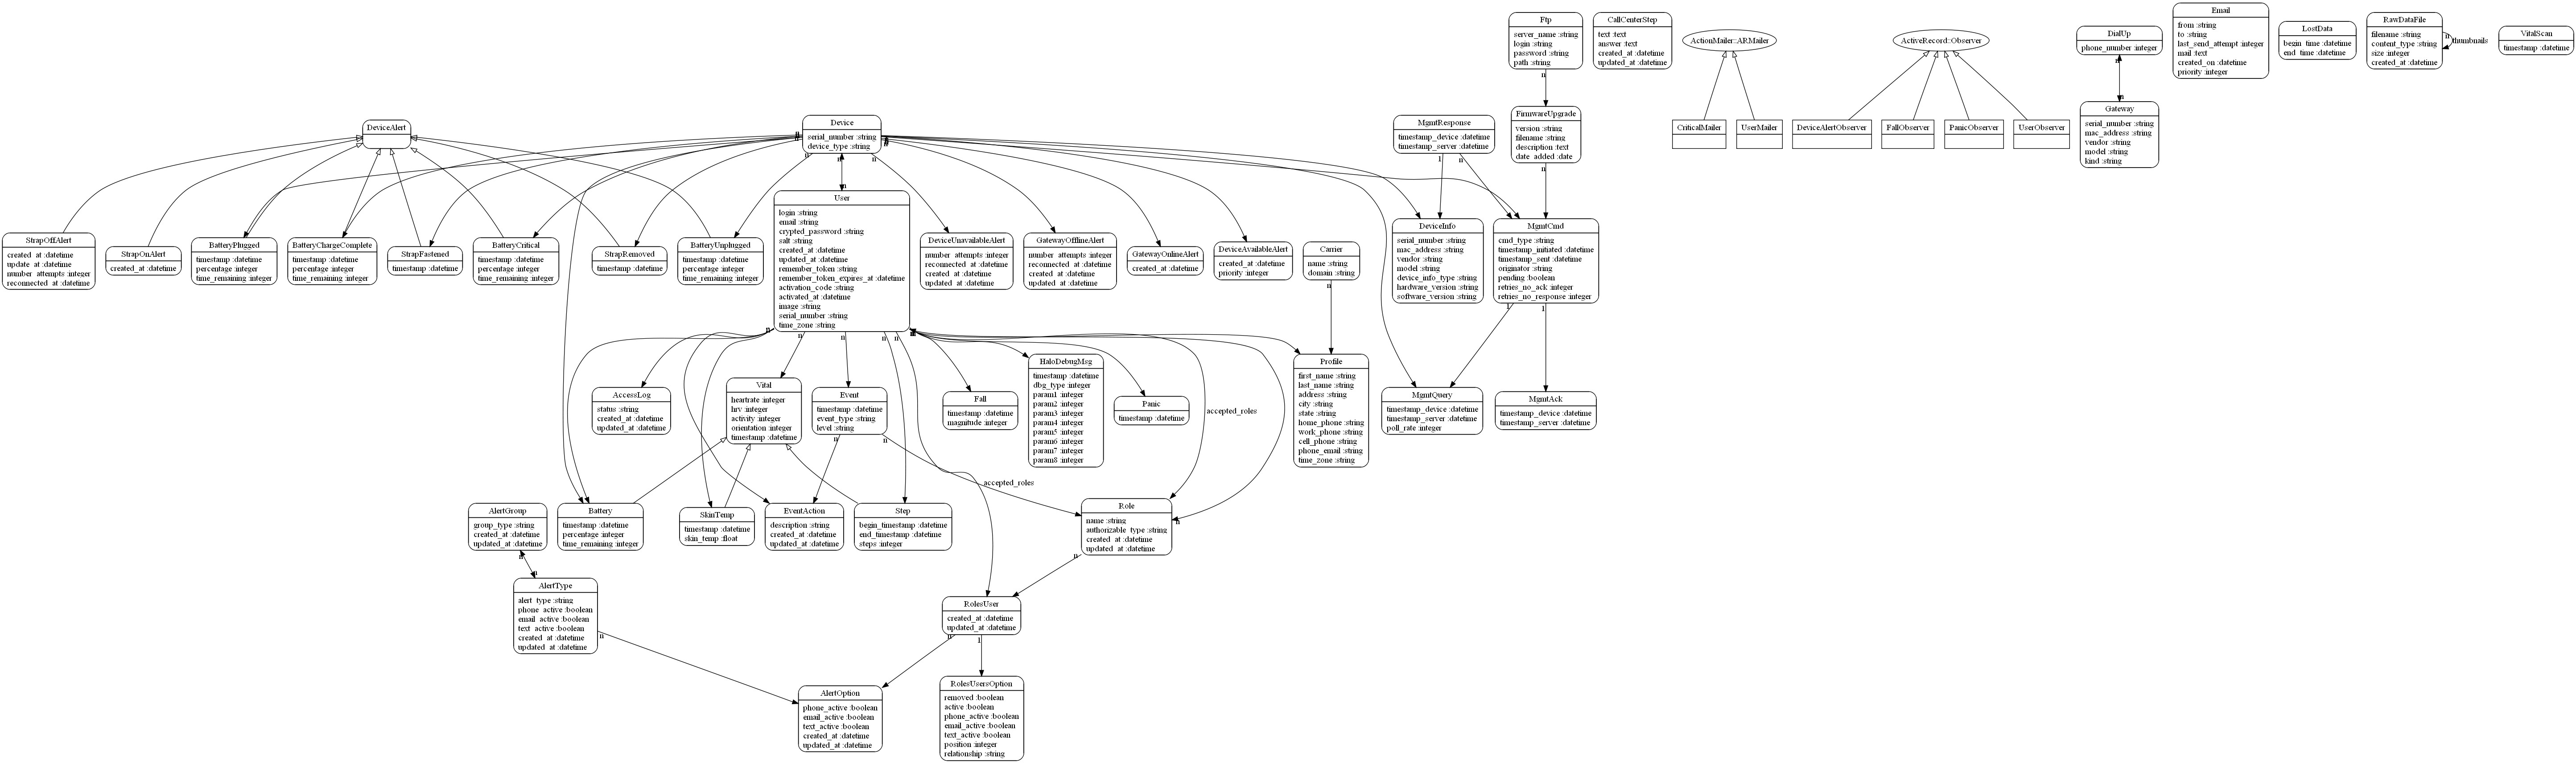 Ftp
server_name :string
login :string
password :string
path :string
CallCenterStep
text :text
answer :text
created_at :datetime
updated_at :datetime
ActionMailer::ARMailer
ActiveRecord::Observer
DialUp
phone_number :integer
Email
from :string
to :string
last_send_attempt :integer
mail :text
created_on :datetime
priority :integer
LostData
begin_time :datetime
end_time :datetime
RawDataFile
filename :string
content_type :string
size :integer
created_at :datetime
n
thumbnails
VitalScan
timestamp :datetime
DeviceAlert
Device
serial_number :string
device_type :string
MgmtResponse
timestamp_device :datetime
timestamp_server :datetime
FirmwareUpgrade
version :string
filename :string
description :text
date_added :date
CriticalMailer
UserMailer
DeviceAlertObserver
FallObserver
PanicObserver
UserObserver
Gateway
serial_number :string
mac_address :string
vendor :string
model :string
kind :string
StrapOffAlert
created_at :datetime
update_at :datetime
number_attempts :integer
reconnected_at :datetime
StrapOnAlert
created_at :datetime
BatteryPlugged
timestamp :datetime
percentage :integer
time_remaining :integer
BatteryChargeComplete
timestamp :datetime
percentage :integer
time_remaining :integer
StrapFastened
timestamp :datetime
BatteryCritical
timestamp :datetime
percentage :integer
time_remaining :integer
StrapRemoved
timestamp :datetime
BatteryUnplugged
timestamp :datetime
percentage :integer
time_remaining :integer
User
login :string
email :string
crypted_password :string
salt :string
created_at :datetime
updated_at :datetime
remember_token :string
remember_token_expires_at :datetime
activation_code :string
activated_at :datetime
image :string
serial_number :string
time_zone :string
DeviceUnavailableAlert
number_attempts :integer
reconnected_at :datetime
created_at :datetime
updated_at :datetime
GatewayOfflineAlert
number_attempts :integer
reconnected_at :datetime
created_at :datetime
updated_at :datetime
GatewayOnlineAlert
created_at :datetime
DeviceAvailableAlert
created_at :datetime
priority :integer
Carrier
name :string
domain :string
DeviceInfo
serial_number :string
mac_address :string
vendor :string
model :string
device_info_type :string
hardware_version :string
software_version :string
MgmtCmd
cmd_type :string
timestamp_initiated :datetime
timestamp_sent :datetime
originator :string
pending :boolean
retries_no_ack :integer
retries_no_response :integer
AccessLog
status :string
created_at :datetime
updated_at :datetime
Vital
heartrate :integer
hrv :integer
activity :integer
orientation :integer
timestamp :datetime
Event
timestamp :datetime
event_type :string
level :string
Fall
timestamp :datetime
magnitude :integer
HaloDebugMsg
timestamp :datetime
dbg_type :integer
param1 :integer
param2 :integer
param3 :integer
param4 :integer
param5 :integer
param6 :integer
param7 :integer
param8 :integer
Panic
timestamp :datetime
accepted_roles
Profile
first_name :string
last_name :string
address :string
city :string
state :string
home_phone :string
work_phone :string
cell_phone :string
phone_email :string
time_zone :string
MgmtQuery
timestamp_device :datetime
timestamp_server :datetime
poll_rate :integer
MgmtAck
timestamp_device :datetime
timestamp_server :datetime
accepted_roles
AlertGroup
group_type :string
created_at :datetime
updated_at :datetime
Battery
timestamp :datetime
percentage :integer
time_remaining :integer
SkinTemp
timestamp :datetime
skin_temp :float
EventAction
description :string
created_at :datetime
updated_at :datetime
Step
begin_timestamp :datetime
end_timestamp :datetime
steps :integer
Role
name :string
authorizable_type :string
created_at :datetime
updated_at :datetime
AlertType
alert_type :string
phone_active :boolean
email_active :boolean
text_active :boolean
created_at :datetime
updated_at :datetime
RolesUser
created_at :datetime
updated_at :datetime
AlertOption
phone_active :boolean
email_active :boolean
text_active :boolean
created_at :datetime
updated_at :datetime
RolesUsersOption
removed :boolean
active :boolean
phone_active :boolean
email_active :boolean
text_active :boolean
position :integer
relationship :string